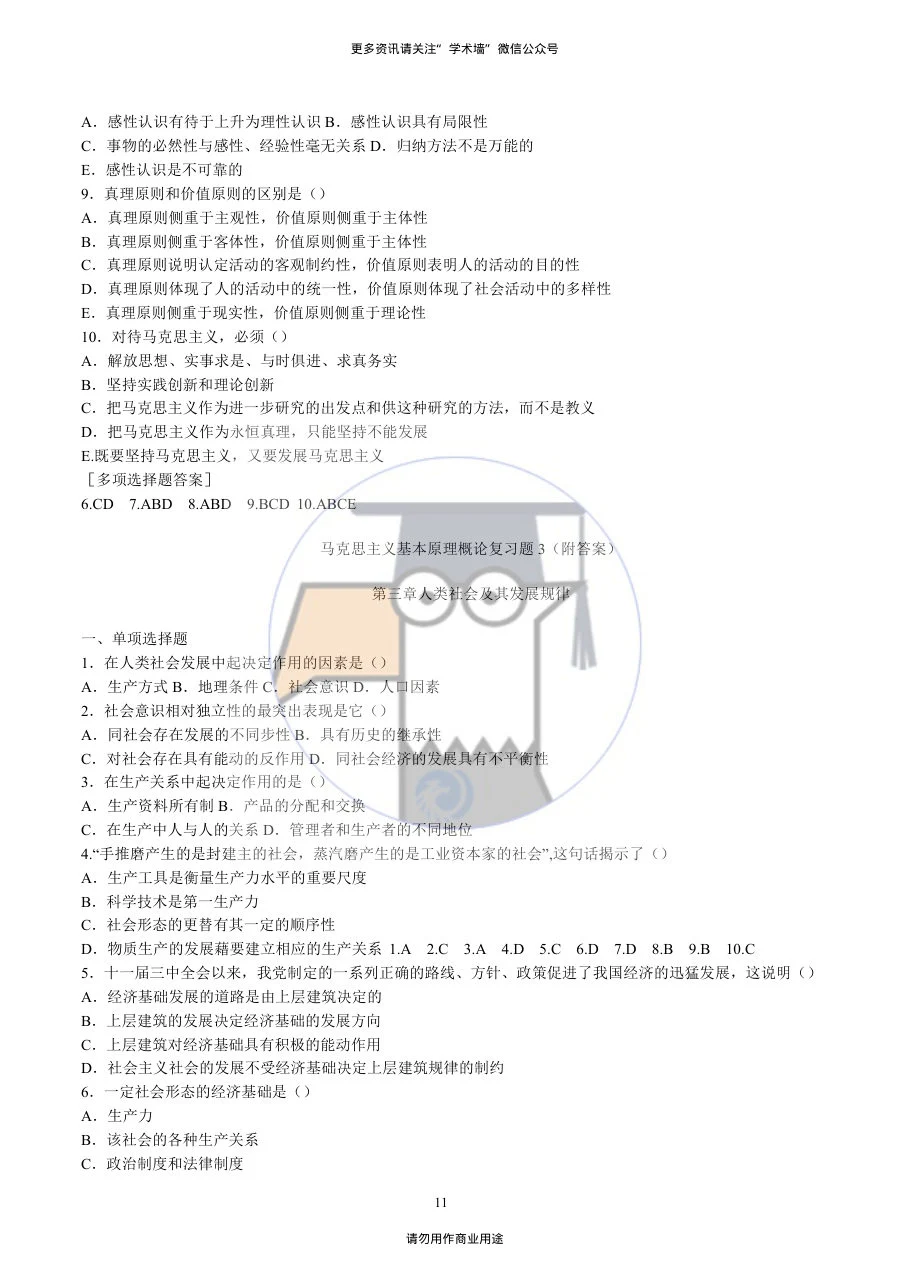 更多资讯请关注“学术墙”微信公众号
A．感性认识有待于上升为理性认识 B．感性认识具有局限性
C．事物的必然性与感性、经验性毫无关系 D．归纳方法不是万能的
E．感性认识是不可靠的
9．真理原则和价值原则的区别是（）
A．真理原则侧重于主观性，价值原则侧重于主体性
B．真理原则侧重于客体性，价值原则侧重于主体性
C．真理原则说明认定活动的客观制约性，价值原则表明人的活动的目的性
D．真理原则体现了人的活动中的统一性，价值原则体现了社会活动中的多样性
E．真理原则侧重于现实性，价值原则侧重于理论性
10．对待马克思主义，必须（）
A．解放思想、实事求是、与时俱进、求真务实
B．坚持实践创新和理论创新
C．把马克思主义作为进一步研究的出发点和供这种研究的方法，而不是教义
D．把马克思主义作为永恒真理，只能坚持不能发展
E.既要坚持马克思主义，又要发展马克思主义
［多项选择题答案］
6.CD 7.ABD 8.ABD 9.BCD 10.ABCE
马克思主义基本原理概论复习题 3（附答案）
第三章人类社会及其发展规律
一、单项选择题
1．在人类社会发展中起决定作用的因素是（）
A．生产方式 B．地理条件 C．社会意识 D．人口因素
2．社会意识相对独立性的最突出表现是它（）
A．同社会存在发展的不同步性 B．具有历史的继承性
C．对社会存在具有能动的反作用 D．同社会经济的发展具有不平衡性
3．在生产关系中起决定作用的是（）
A．生产资料所有制 B．产品的分配和交换
C．在生产中人与人的关系 D．管理者和生产者的不同地位
4.“手推磨产生的是封建主的社会，蒸汽磨产生的是工业资本家的社会”,这句话揭示了（）
A．生产工具是衡量生产力水平的重要尺度
B．科学技术是第一生产力
C．社会形态的更替有其一定的顺序性
D．物质生产的发展藉要建立相应的生产关系 1.A 2.C 3.A 4.D 5.C 6.D 7.D 8.B 9.B 10.C
5．十一届三中全会以来，我党制定的一系列正确的路线、方针、政策促进了我国经济的迅猛发展，这说明（）
A．经济基础发展的道路是由上层建筑决定的
B．上层建筑的发展决定经济基础的发展方向
C．上层建筑对经济基础具有积极的能动作用
D．社会主义社会的发展不受经济基础决定上层建筑规律的制约
6．一定社会形态的经济基础是（）
A．生产力
B．该社会的各种生产关系
C．政治制度和法律制度
11
请勿用作商业用途